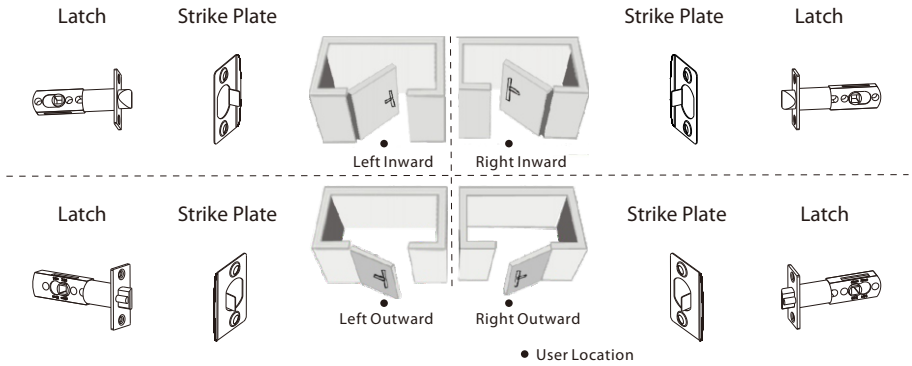 Latch Strike Plate Strike Plate Latch
Left Inward Right Inward
Latch Strike Plate Strike Plate Latch
Left Outward Right Outward
User Location